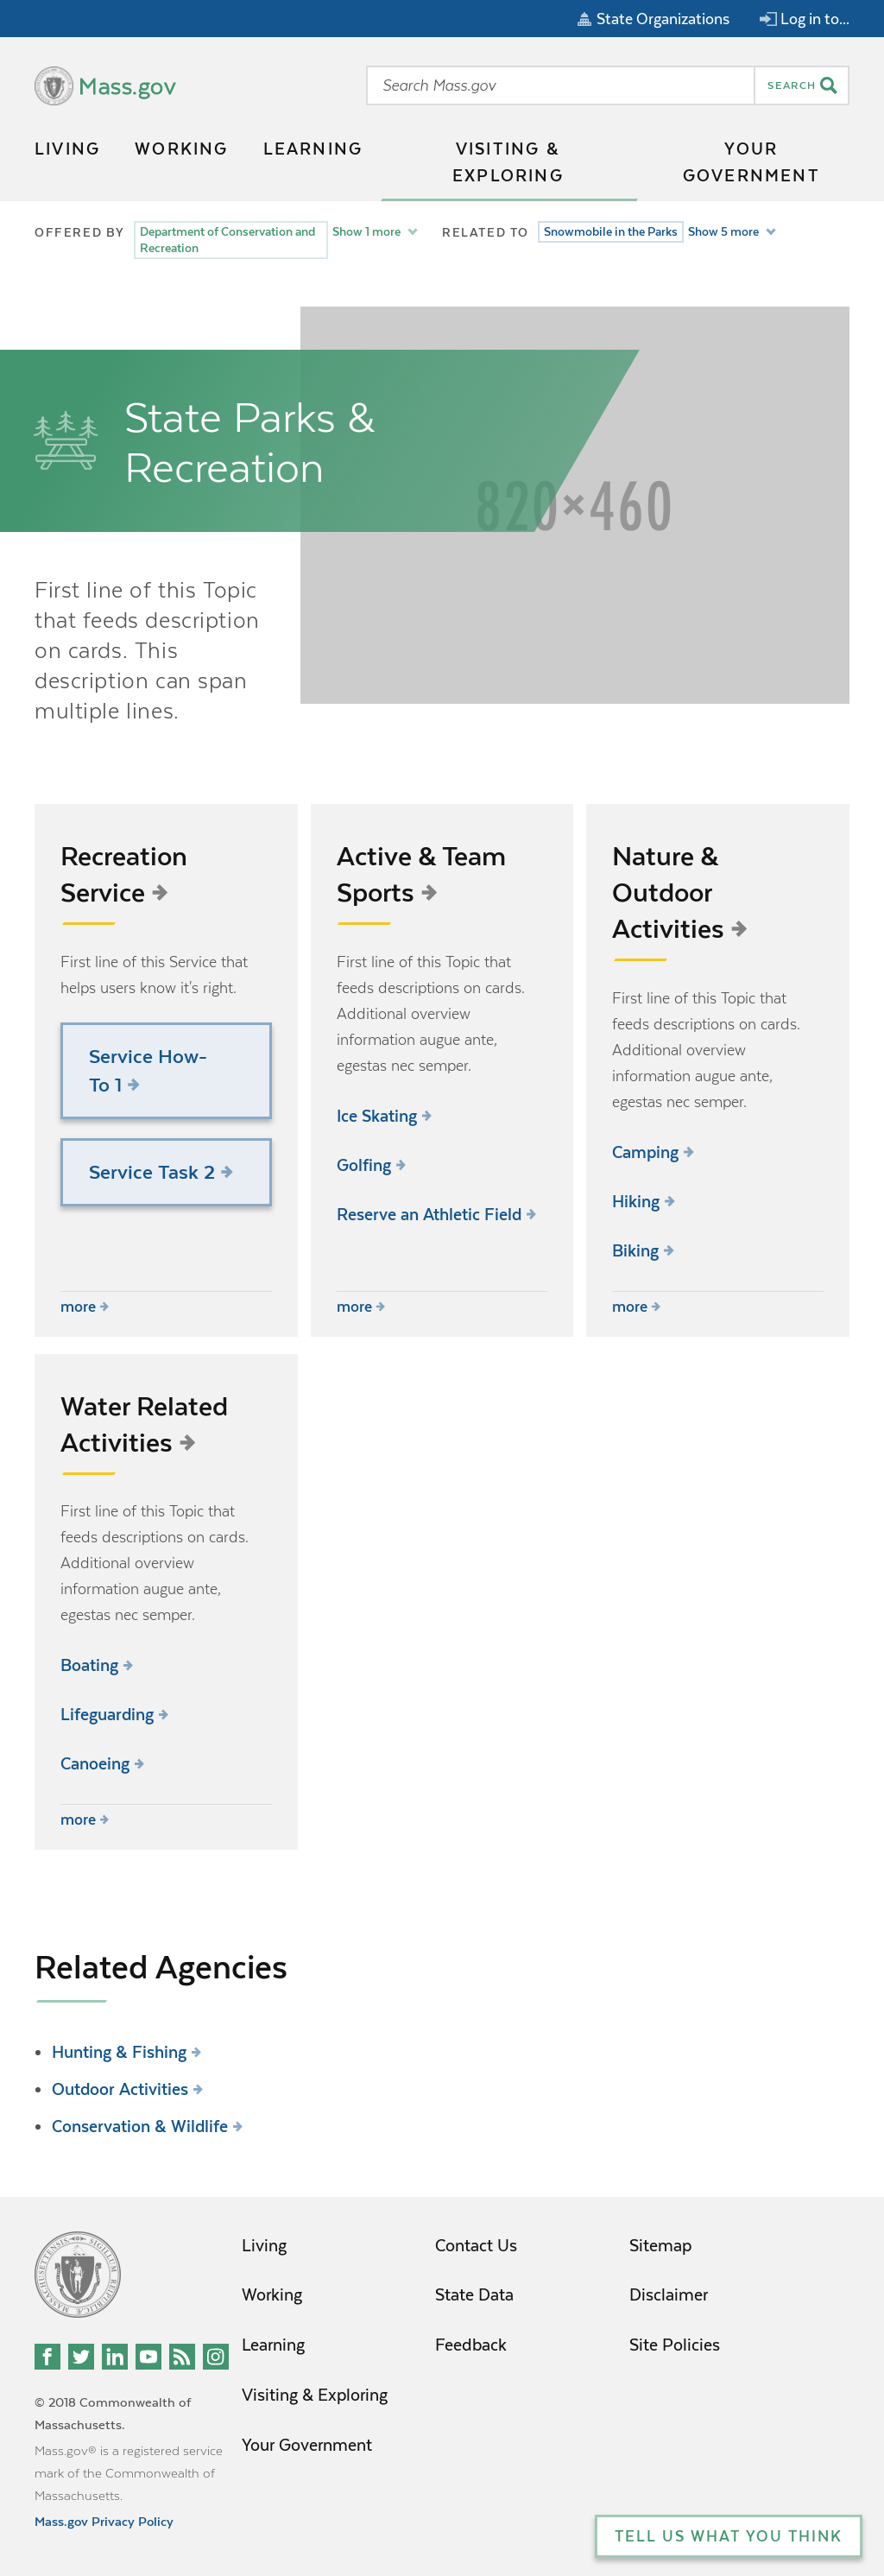 State Organizations
Log in to...
Mass.gov
Search Mass.gov
SEARCH
LIVING
WORKING
LEARNING
VISITING &
EXPLORING
YOUR
GOVERNMENT
OFFERED BY
Department of Conservation and
Recreation
Show 1 more
RELATED TO
Snowmobile in the Parks
Show 5 more
State Parks &
Recreation
820×460
First line of this Topic
that feeds description
on cards. This
description can span
multiple lines.
Recreation
Service
First line of this Service that
helps users know it's right.
Service How-
To 1
Service Task 2
more
Active & Team
Sports
First line of this Topic that
feeds descriptions on cards.
Additional overview
information augue ante,
egestas nec semper.
Ice Skating
Golfing
Reserve an Athletic Field
more
Nature &
Outdoor
Activities
First line of this Topic that
feeds descriptions on cards.
Additional overview
information augue ante,
egestas nec semper.
Camping
Hiking
Biking
more
Water Related
Activities
First line of this Topic that
feeds descriptions on cards.
Additional overview
information augue ante,
egestas nec semper.
Boating
Lifeguarding
Canoeing
more
Related Agencies
Hunting & Fishing
Outdoor Activities
Conservation & Wildlife
Living
Working
Learning
Visiting & Exploring
Your Government
Contact Us
State Data
Feedback
Sitemap
Disclaimer
Site Policies
© 2018 Commonwealth of
Massachusetts.
Mass.gov® is a registered service
mark of the Commonwealth of
Massachusetts.
Mass.gov Privacy Policy
TELL US WHAT YOU THINK